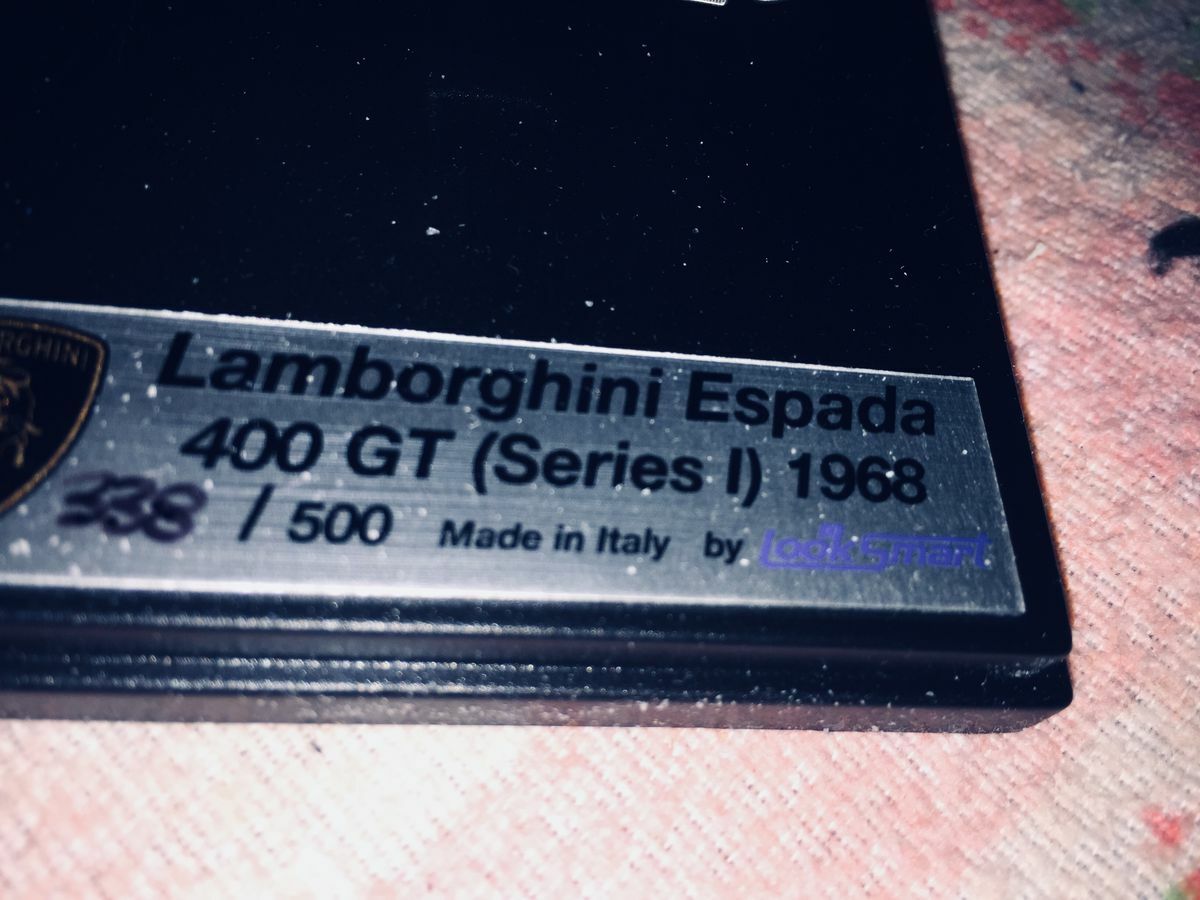 Lamborghini Espada
400 GT (Series I) 1968
338 / 500 Made in Italy by LookSmart